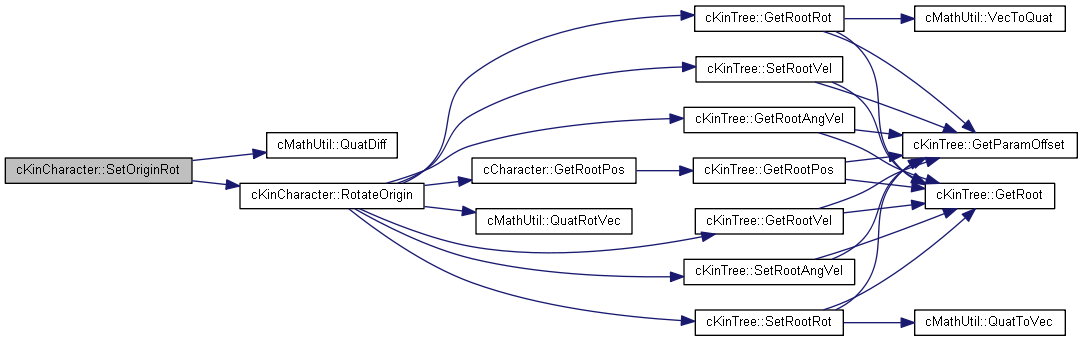 cKinCharacter::SetOriginRot
cMathUtil::QuatDiff
cKinCharacter::RotateOrigin
cCharacter::GetRootPos
cMathUtil::QuatRotVec
cKinTree::GetRootRot
cKinTree::SetRootVel
cKinTree::GetRootAngVel
cKinTree::GetRootPos
cKinTree::GetRootVel
cKinTree::SetRootAngVel
cKinTree::SetRootRot
cMathUtil::VecToQuat
cKinTree::GetParamOffset
cKinTree::GetRoot
cMathUtil::QuatToVec